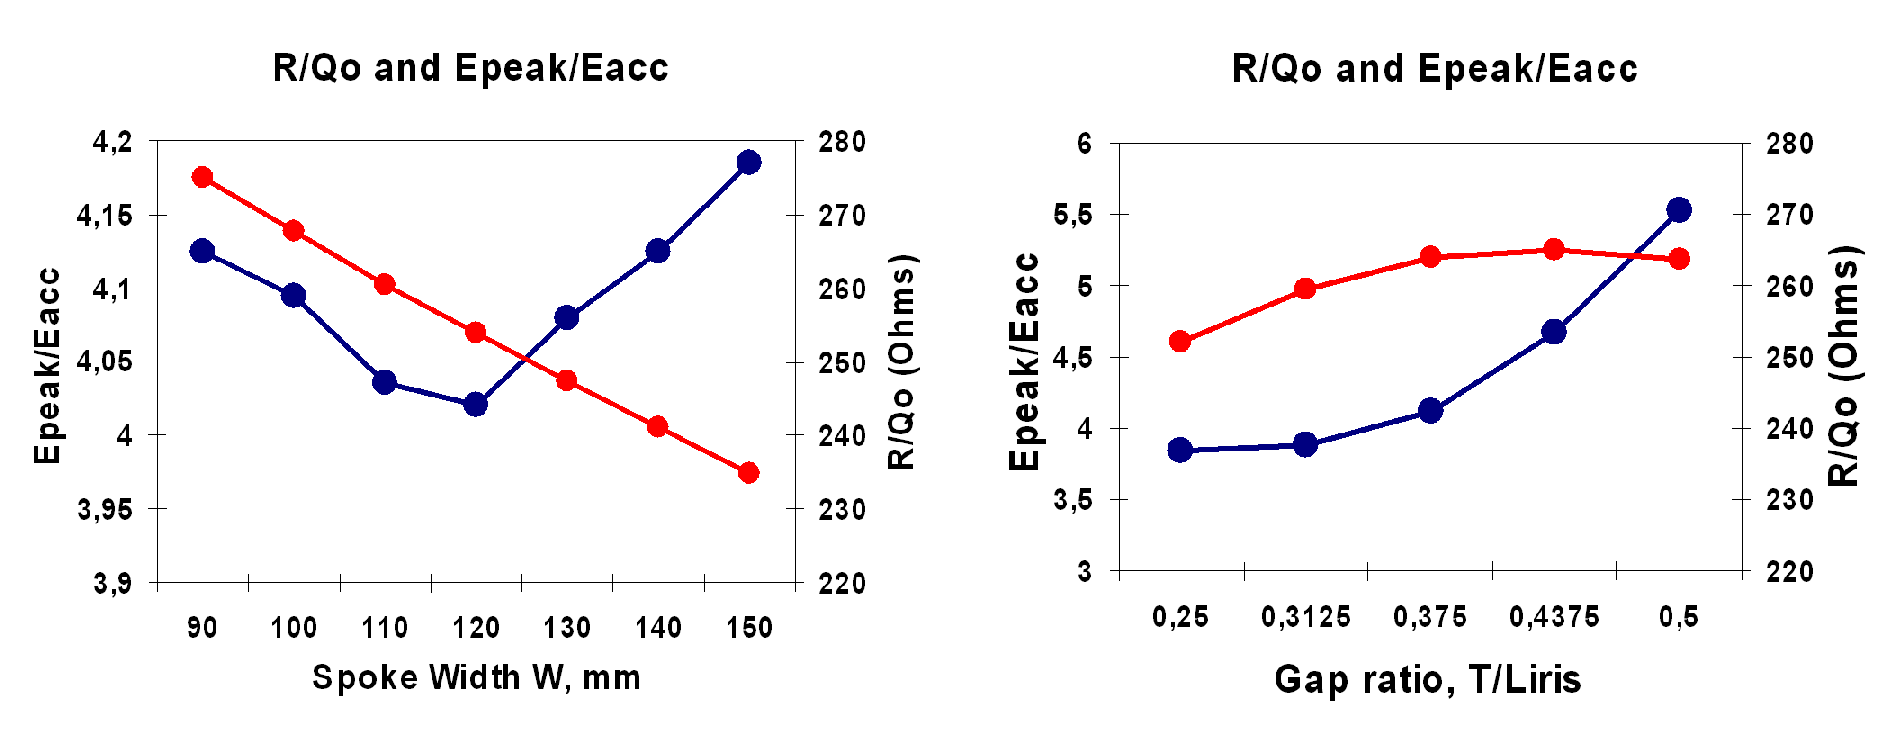 R/Qo and Epeak/Eacc
4,2
4,15
4,1
4,05
4
3,95
3,9
Epeak/Eacc
280
270
260
250
240
230
220
R/Qo (Ohms)
90 100 110 120 130 140 150
Spoke Width W, mm
R/Qo and Epeak/Eacc
6
5,5
5
4,5
4
3,5
3
Epeak/Eacc
280
270
260
250
240
230
220
R/Qo (Ohms)
0,25 0,3125 0,375 0,4375 0,5
Gap ratio, T/Liris